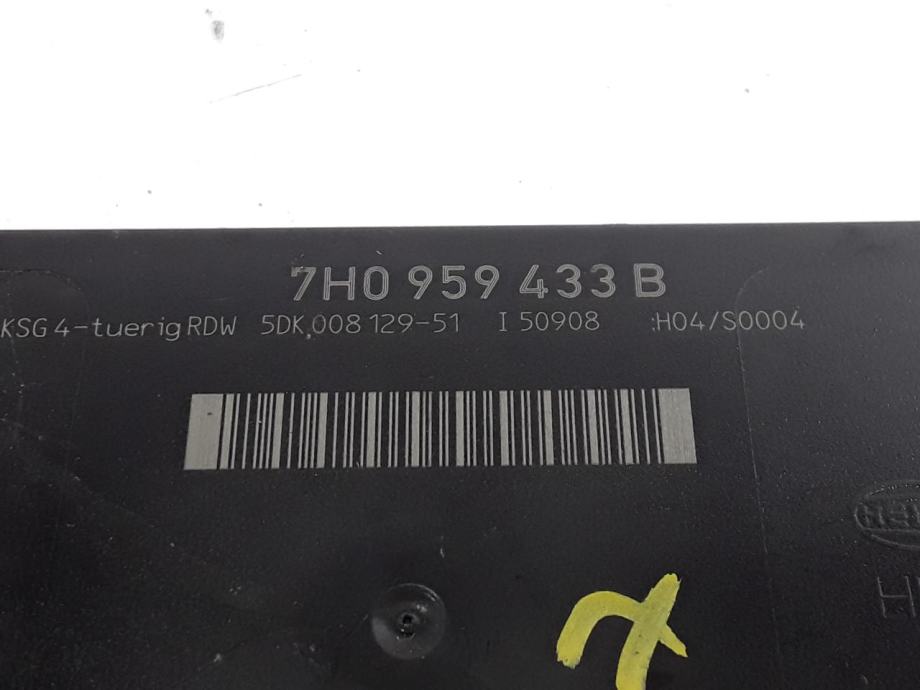 7H0 959 433 B
KSG 4-tuerig RDW 5DK.008 129-51 I 50908 :H04/S0004